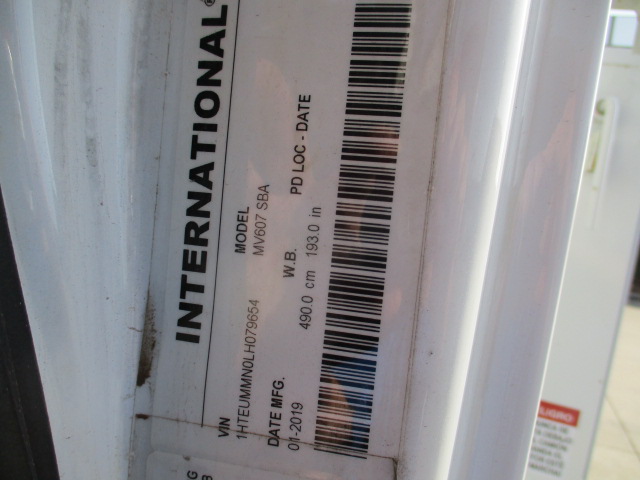 INTERNATIONAL®
VIN MODEL
1HTEUMMN0LH079654 MV607 SBA
DATE MFG. W.B. PD LOC - DATE
01-2019 490.0 cm 193.0 in
PELIGRO